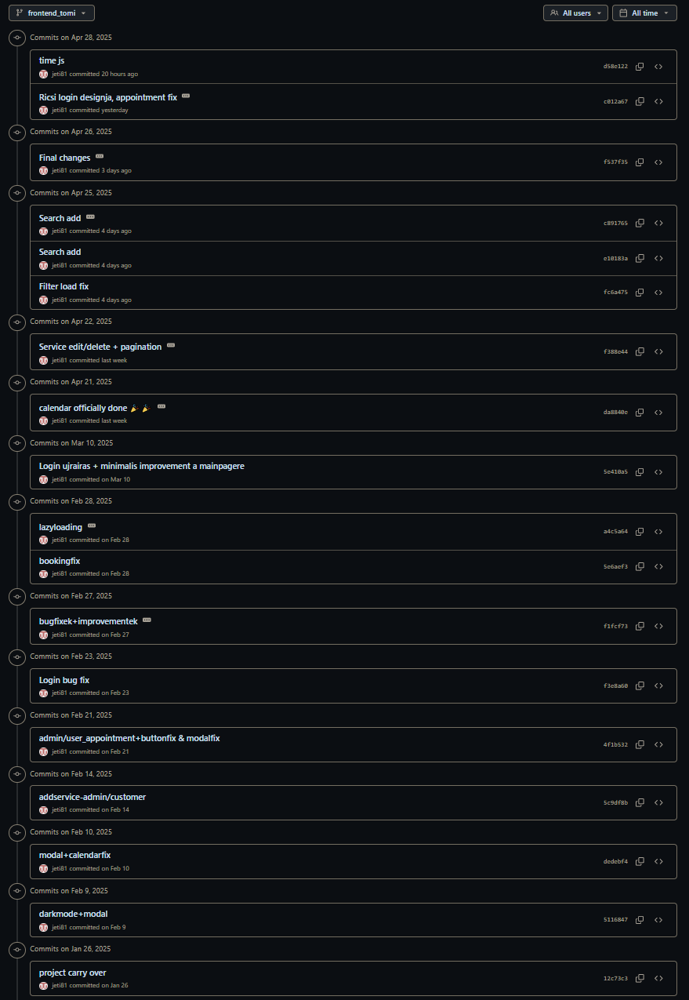 frontend_tomi
All users
All time
Commits on Apr 28, 2025
time js
jeti81 committed 20 hours ago
d58e122
Ricsi login designja, appointment fix
jeti81 committed yesterday
c012a67
Commits on Apr 26, 2025
Final changes
jeti81 committed 3 days ago
f537f35
Commits on Apr 25, 2025
Search add
jeti81 committed 4 days ago
c891765
Search add
jeti81 committed 4 days ago
e10183a
Filter load fix
jeti81 committed 4 days ago
fc6a475
Commits on Apr 22, 2025
Service edit/delete + pagination
jeti81 committed last week
f388e44
Commits on Apr 21, 2025
calendar officially done 🎉 🎉
jeti81 committed last week
da8840e
Commits on Mar 10, 2025
Login ujrairas + minimalis improvement a mainpagere
jeti81 committed on Mar 10
5e410a5
Commits on Feb 28, 2025
lazyloading
jeti81 committed on Feb 28
a4c5a64
bookingfix
jeti81 committed on Feb 28
5e6aef3
Commits on Feb 27, 2025
bugfixek+improvementek
jeti81 committed on Feb 27
f1fcf73
Commits on Feb 23, 2025
Login bug fix
jeti81 committed on Feb 23
f3e8a60
Commits on Feb 21, 2025
admin/user_appointment+buttonfix & modalfix
jeti81 committed on Feb 21
4f1b532
Commits on Feb 14, 2025
addservice-admin/customer
jeti81 committed on Feb 14
5c9df8b
Commits on Feb 10, 2025
modal+calendarfix
jeti81 committed on Feb 10
dedebf4
Commits on Feb 9, 2025
darkmode+modal
jeti81 committed on Feb 9
5116847
Commits on Jan 26, 2025
project carry over
jeti81 committed on Jan 26
12c73c3